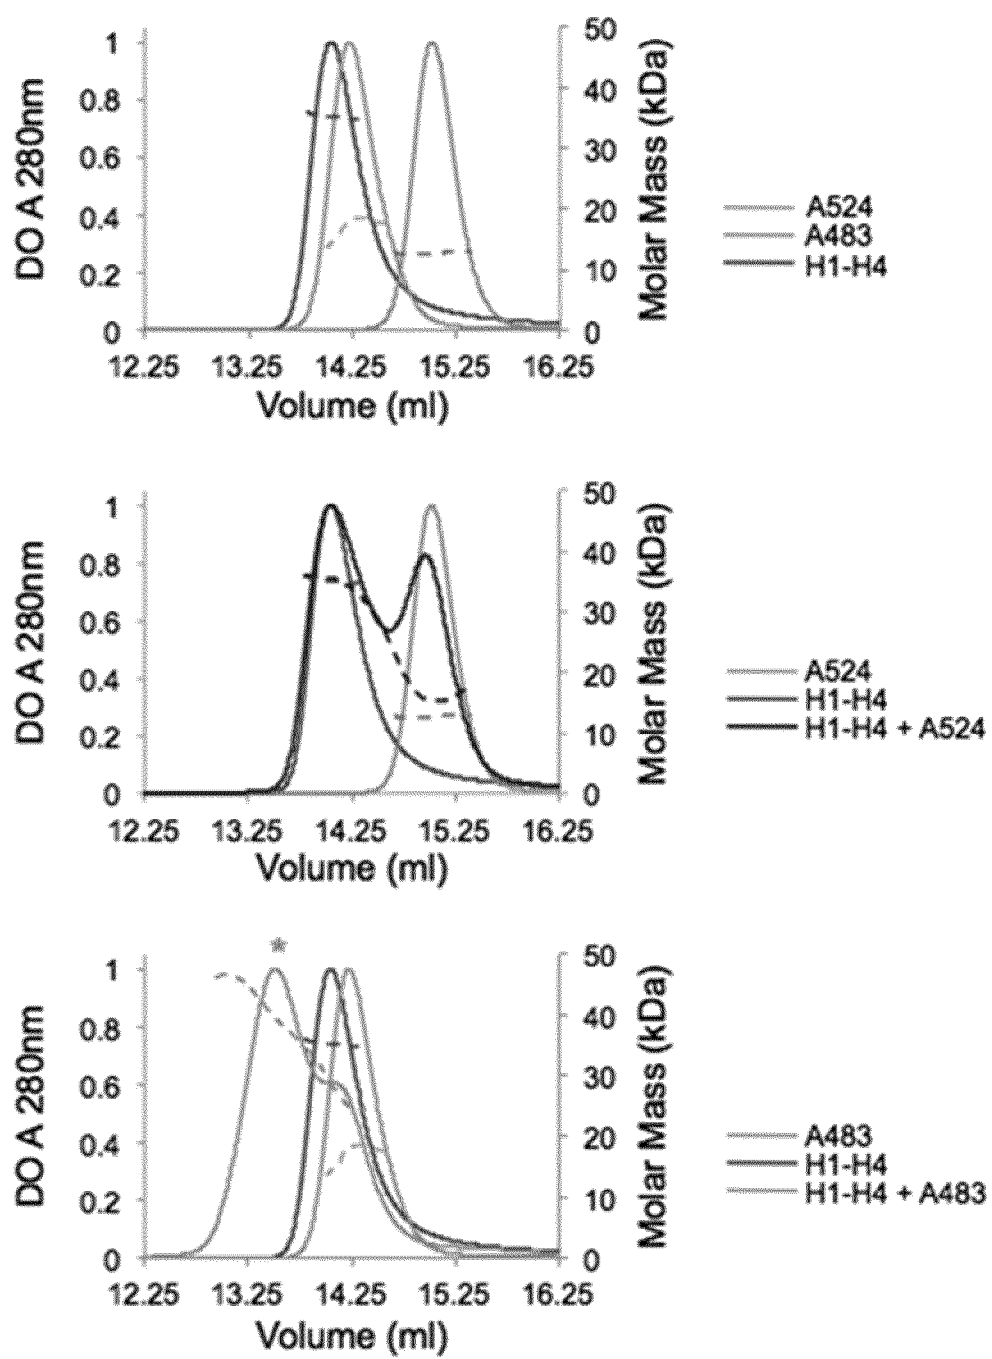 DO A 280nm
1
0.8
0.6
0.4
0.2
0
12.25 13.25 14.25 15.25 16.25
Volume (ml)
50
40
30
20
10
0
Molar Mass (kDa)
A524
A483
H1-H4
DO A 280nm
1
0.8
0.6
0.4
0.2
0
12.25 13.25 14.25 15.25 16.25
Volume (ml)
50
40
30
20
10
0
Molar Mass (kDa)
A524
H1-H4
H1-H4 + A524
*
DO A 280nm
1
0.8
0.6
0.4
0.2
0
12.25 13.25 14.25 15.25 16.25
Volume (ml)
50
40
30
20
10
0
Molar Mass (kDa)
A483
H1-H4
H1-H4 + A483